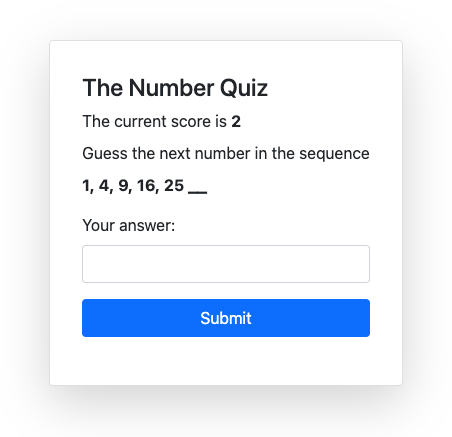 The Number Quiz
The current score is 2
Guess the next number in the sequence
1, 4, 9, 16, 25 __
Your answer:
Submit